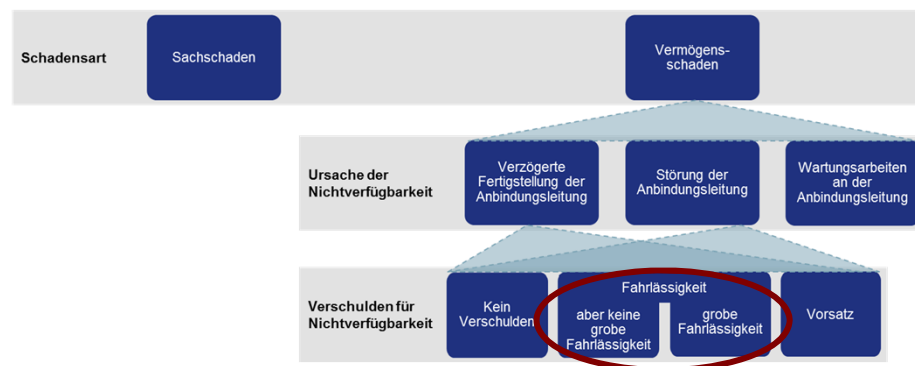 Schadensart
Sachschaden
Vermögens-
schaden
Ursache der
Nichtverfügbarkeit
Verzögerte
Fertigstellung der
Anbindungsleitung
Störung der
Anbindungsleitung
Wartungsarbeiten
an der
Anbindungsleitung
Verschulden für
Nichtverfügbarkeit
Kein
Verschulden
Fahrlässigkeit
aber keine
grobe
Fahrlässigkeit
grobe
Fahrlässigkeit
Vorsatz